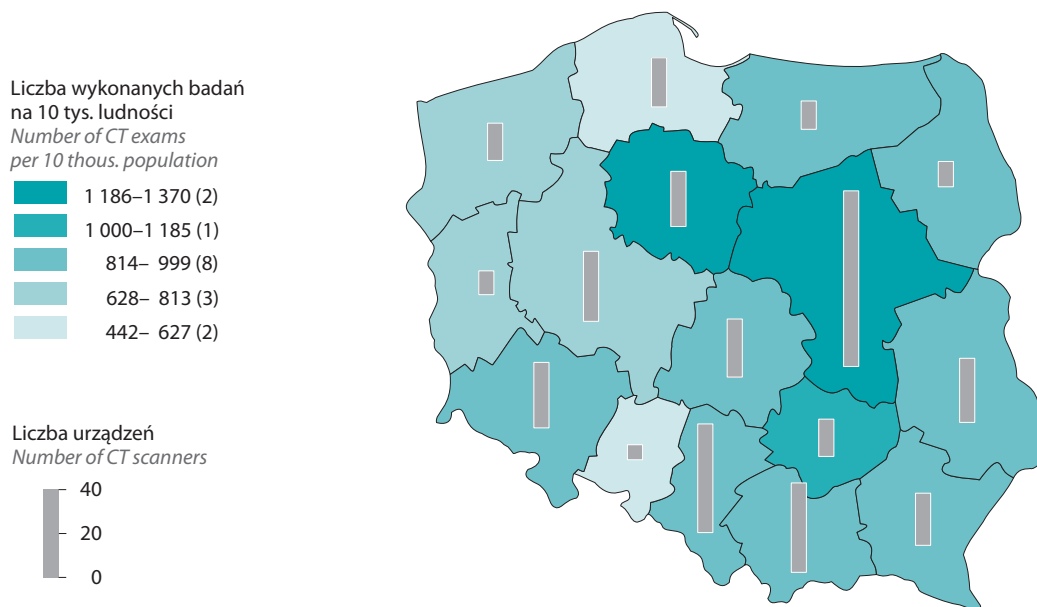 Liczba wykonanych badań
na 10 tys. ludności
Number of CT exams
per 10 thous. population
1 186–1 370 (2)
1 000–1 185 (1)
814– 999 (8)
628– 813 (3)
442– 627 (2)
Liczba urządzeń
Number of CT scanners
40
20
0